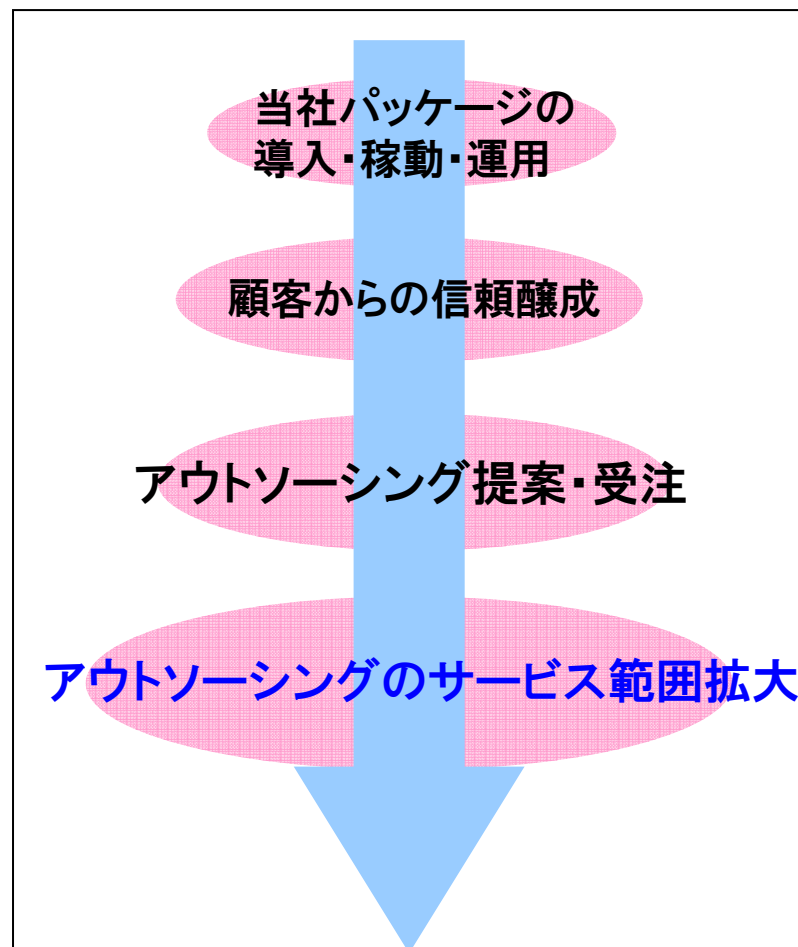 当社パッケージの
導入・稼動・運用
顧客からの信頼醸成
アウトソーシング提案・受注
アウトソーシングのサービス範囲拡大